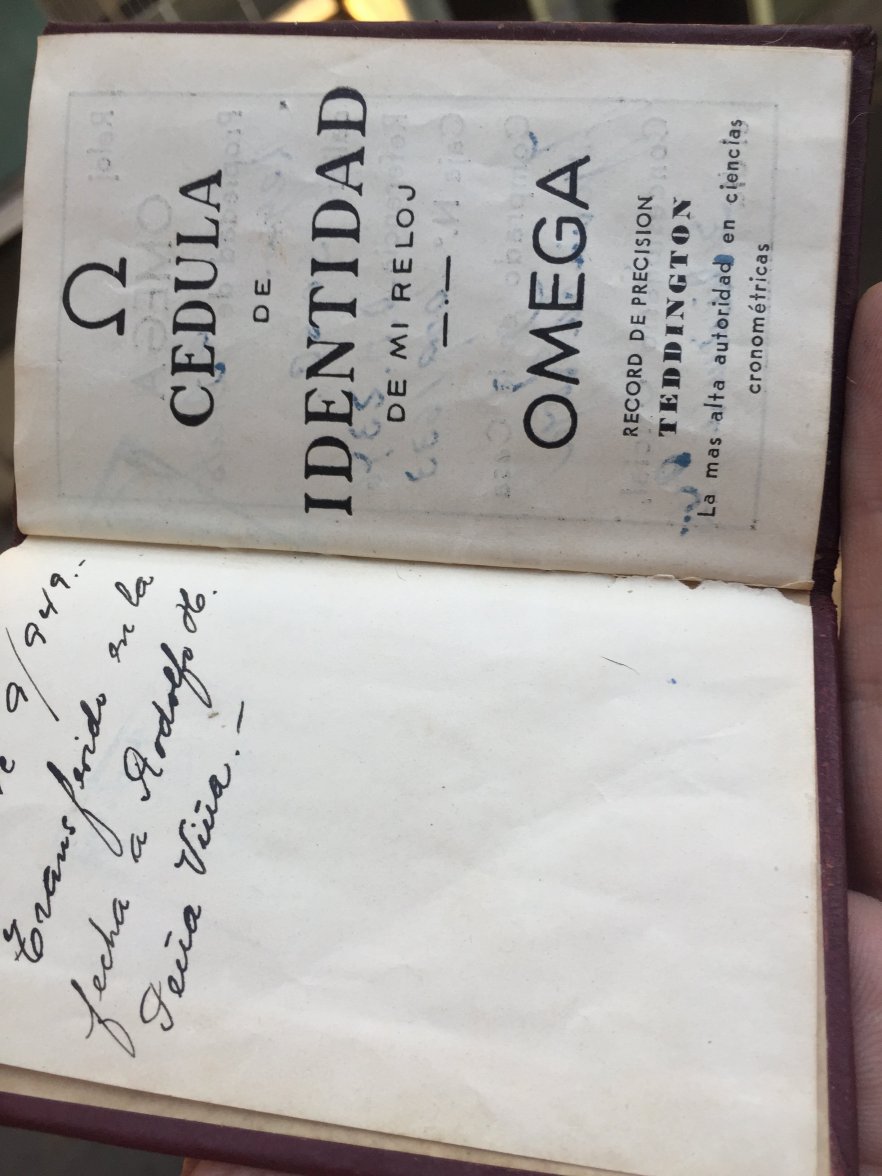 9/949.-
Transferido en la
fecha a Rodolfo H.
Peña Viña.-
Ω
CEDULA
DE
IDENTIDAD
DE MI RELOJ
OMEGA
RECORD DE PRECISION
TEDDINGTON
La mas alta autoridad en ciencias
cronométricas